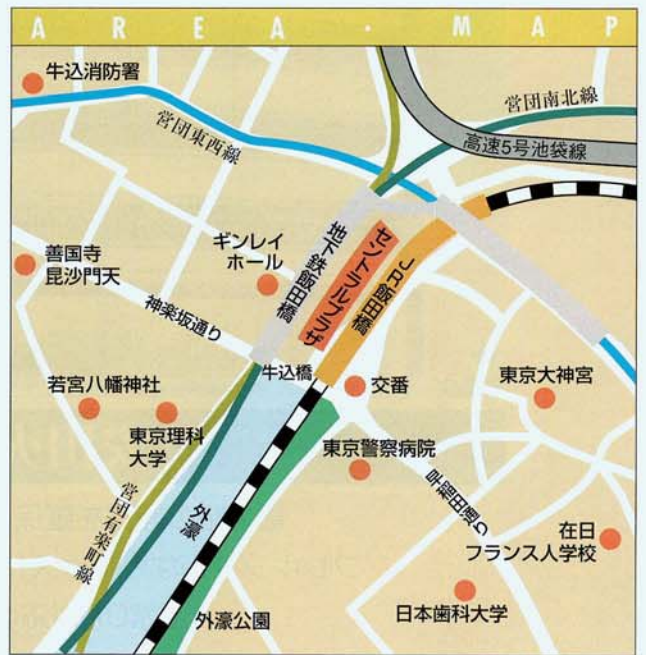 AREA・MAP
牛込消防署
営団東西線
営団南北線
高速5号池袋線
善国寺
毘沙門天
ギンレイ
ホール
地下鉄飯田橋
セントラルプラザ
JR飯田橋
神楽坂通り
牛込橋
交番
東京大神宮
若宮八幡神社
東京理科
大学
東京警察病院
早稲田通り
営団有楽町線
外濠
在日
フランス人学校
外濠公園
日本歯科大学